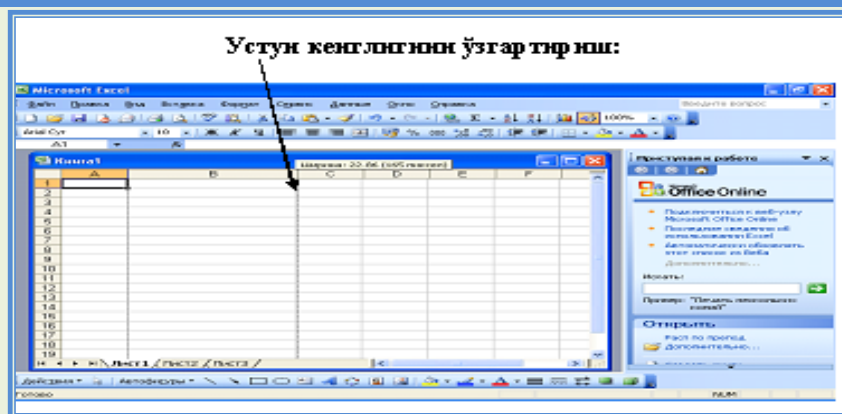 Устун кенглигини ўзгартириш:
Microsoft Excel
Файл Правка Вид Вставка Формат Сервис Данные Окно Справка
Введите вопрос
100%
Arial Cyr 10 Ж К Ч
A1 fx
Книга1
Ширина: 22,86 (165 пиксел)
A B C D E F
1
2
3
4
5
6
7
8
9
10
11
12
13
14
15
16
17
18
19
Лист1 Лист2 Лист3
Приступая к работе
Office Online
Подключиться к веб-узлу
Microsoft Office Online
Последние сведения об
использовании Excel
Автоматически обновлять
этот список из Веба
Дополнительно...
Искать:
Пример: "Печать нескольких
копий"
Открыть
Дополнительно...
Действия Автофигуры
Готово NUM